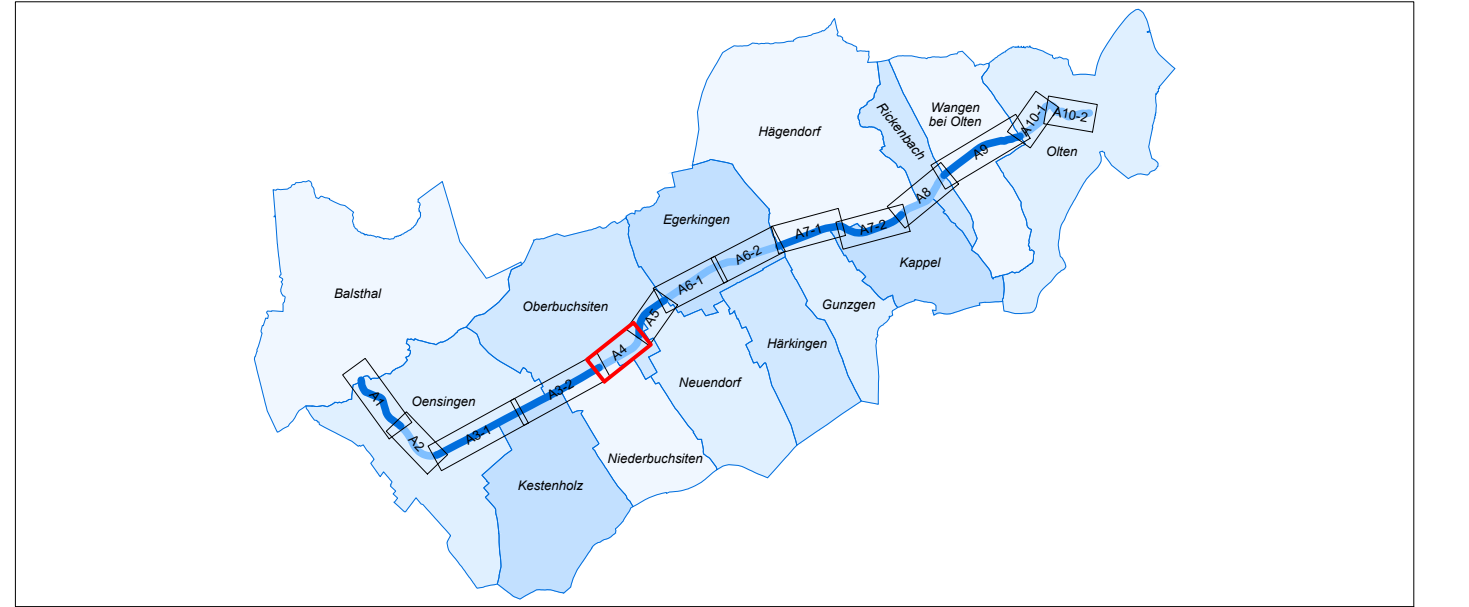 Hägendorf
Rickenbach
Wangen
bei Olten
A10-1
A10-2
Olten
A9
A8
Egerkingen
A7-1
A7-2
A6-2
Kappel
A6-1
Balsthal
Oberbuchsiten
A5
Gunzgen
Härkingen
A4
Neuendorf
A3-2
A1
Oensingen
A2
A3-1
Niederbuchsiten
Kestenholz